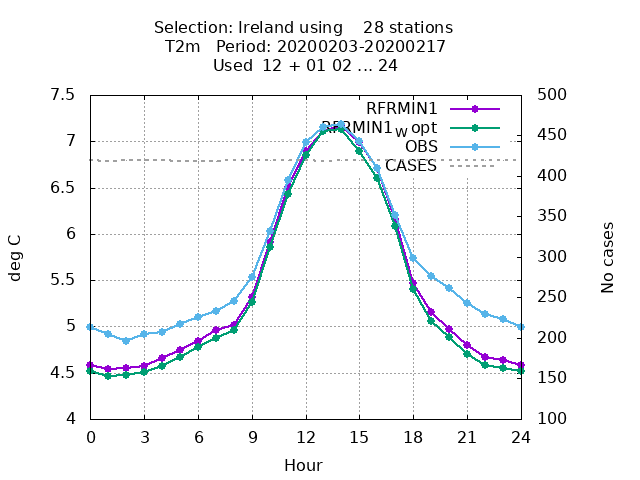 Selection: Ireland using 28 stations
T2m Period: 20200203-20200217
Used 12 + 01 02 ... 24
7.5
7
6.5
6
5.5
5
4.5
4
500
450
400
350
300
250
200
150
100
RFRMIN1
RFRMIN1w opt
OBS
CASES
deg C
No cases
0 3 6 9 12 15 18 21 24
Hour